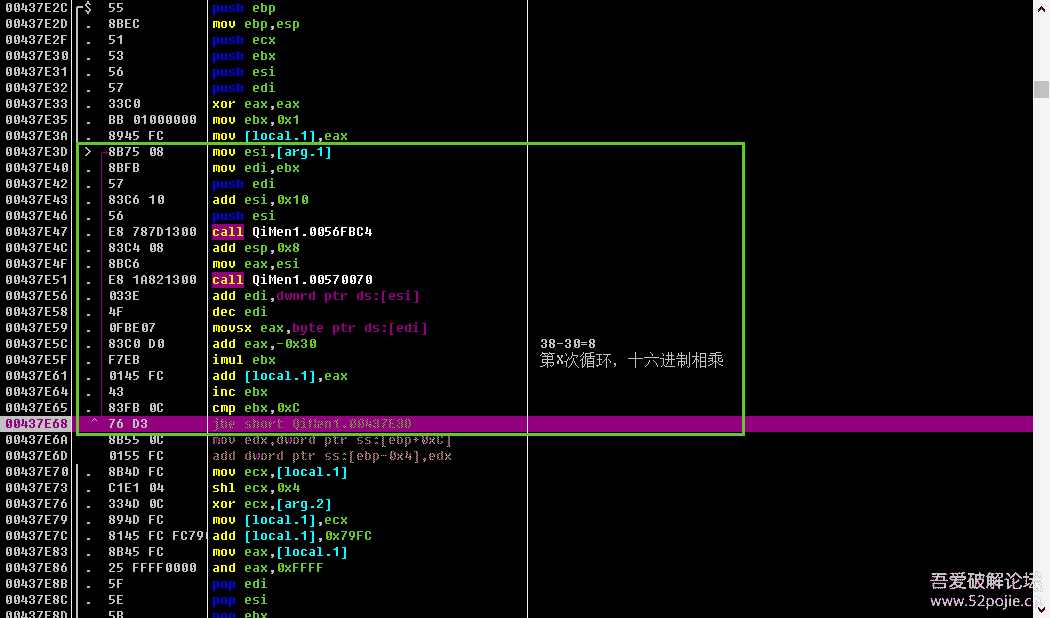 00437E2C $ 55 push ebp
00437E2D . 8BEC mov ebp,esp
00437E2F . 51 push ecx
00437E30 . 53 push ebx
00437E31 . 56 push esi
00437E32 . 57 push edi
00437E33 . 33C0 xor eax,eax
00437E35 . BB 01000000 mov ebx,0x1
00437E3A . 8945 FC mov [local.1],eax
00437E3D > 8B75 08 mov esi,[arg.1]
00437E40 . 8BFB mov edi,ebx
00437E42 . 57 push edi
00437E43 . 83C6 10 add esi,0x10
00437E46 . 56 push esi
00437E47 . E8 787D1300 call QiMen1.0056FBC4
00437E4C . 83C4 08 add esp,0x8
00437E4F . 8BC6 mov eax,esi
00437E51 . E8 1A821300 call QiMen1.00570070
00437E56 . 033E add edi,dword ptr ds:[esi]
00437E58 . 4F dec edi
00437E59 . 0FBE07 movsx eax,byte ptr ds:[edi]
00437E5C . 83C0 D0 add eax,-0x30 38-30=8
00437E5F . F7EB imul ebx 第X次循环，十六进制相乘
00437E61 . 0145 FC add [local.1],eax
00437E64 . 43 inc ebx
00437E65 . 83FB 0C cmp ebx,0xC
00437E68 ^ 76 D3 jbe short QiMen1.00437E3D
00437E6A . 8B55 0C mov edx,dword ptr ss:[ebp+0xC]
00437E6D . 0155 FC add dword ptr ss:[ebp-0x4],edx
00437E70 . 8B4D FC mov ecx,[local.1]
00437E73 . C1E1 04 shl ecx,0x4
00437E76 . 334D 0C xor ecx,[arg.2]
00437E79 . 894D FC mov [local.1],ecx
00437E7C . 8145 FC FC79 add [local.1],0x79FC
00437E83 . 8B45 FC mov eax,[local.1]
00437E86 . 25 FFFF0000 and eax,0xFFFF
00437E8B . 5F pop edi
00437E8C . 5E pop esi
00437E8D . 5B pop ebx
吾爱破解论坛
www.52pojie.c